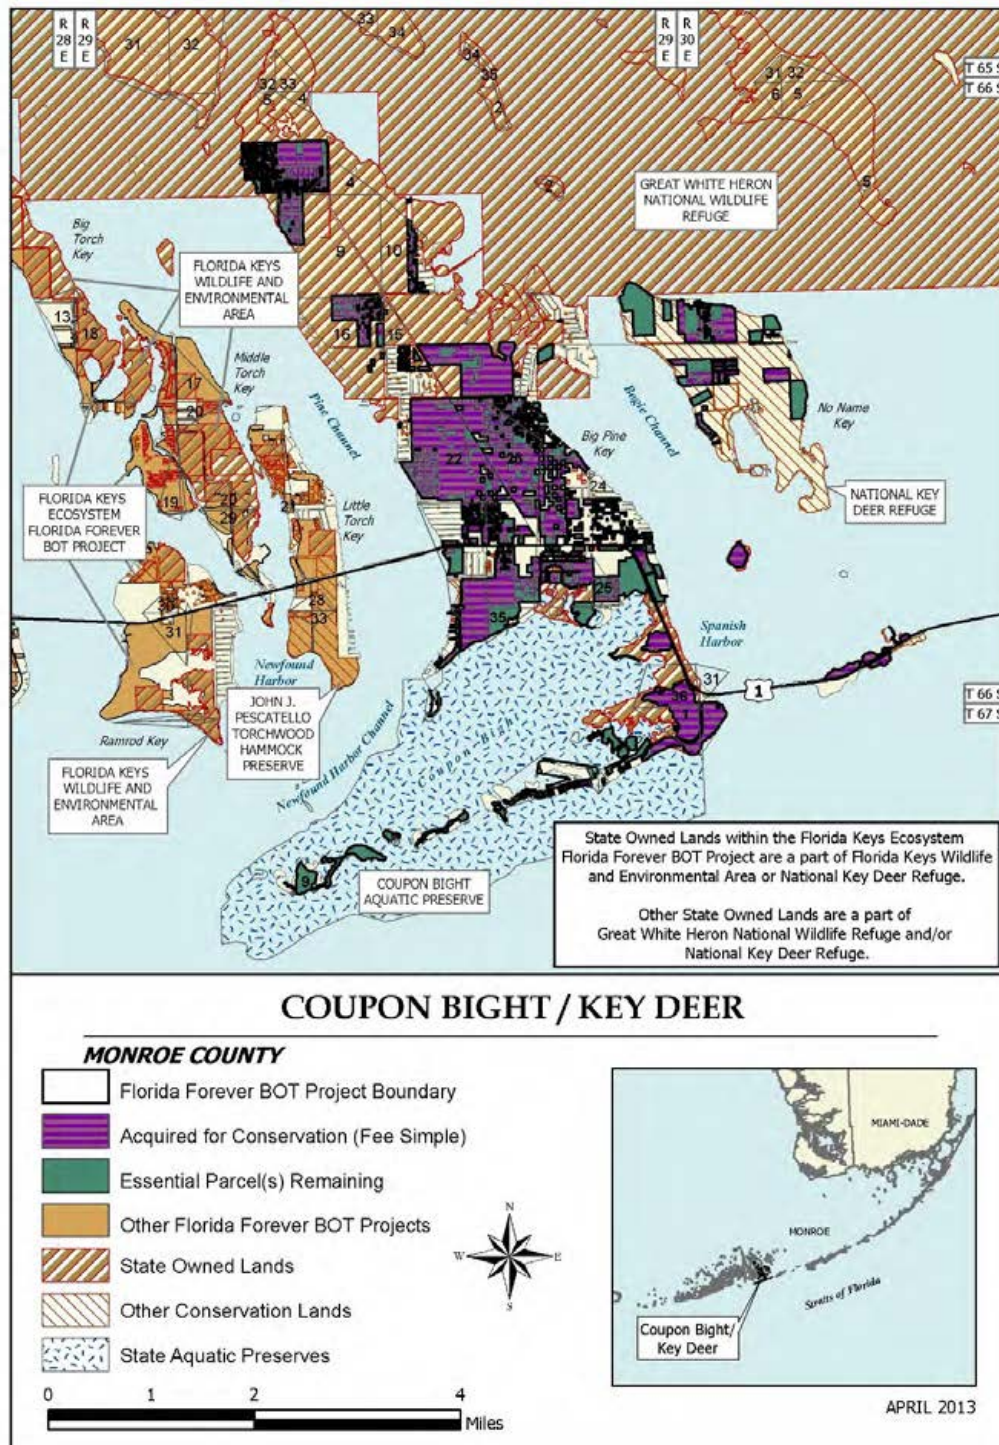 R
28
E
R
29
E
31
32
33
34
34
35
2
R
29
E
R
30
E
T 65 S
T 66 S
32
33
5
4
31
32
6
5
4
5
GREAT WHITE HERON
NATIONAL WILDLIFE
REFUGE
Big
Torch
Key
9
10
FLORIDA KEYS
WILDLIFE AND
ENVIRONMENTAL
AREA
13
18
16
15
Middle
Torch
Key
17
20
Pine Channel
Bogie Channel
No Name
Key
Big Pine
Key
22
26
24
FLORIDA KEYS
ECOSYSTEM
FLORIDA FOREVER
BOT PROJECT
19
20
29
21
Little
Torch
Key
NATIONAL KEY
DEER REFUGE
30
31
28
33
25
35
Spanish
Harbor
31
36
1
1
Newfound
Harbor
T 66 S
T 67 S
JOHN J.
PESCATELLO
TORCHWOOD
HAMMOCK
PRESERVE
Ramrod Key
Newfound Harbor Channel
Coupon Bight
FLORIDA KEYS
WILDLIFE AND
ENVIRONMENTAL
AREA
9
COUPON BIGHT
AQUATIC PRESERVE
State Owned Lands within the Florida Keys Ecosystem
Florida Forever BOT Project are a part of Florida Keys Wildlife
and Environmental Area or National Key Deer Refuge.
Other State Owned Lands are a part of
Great White Heron National Wildlife Refuge and/or
National Key Deer Refuge.
COUPON BIGHT / KEY DEER
MONROE COUNTY
Florida Forever BOT Project Boundary
Acquired for Conservation (Fee Simple)
Essential Parcel(s) Remaining
Other Florida Forever BOT Projects
State Owned Lands
Other Conservation Lands
State Aquatic Preserves
0 1 2 4
Miles
N
W E
S
MIAMI-DADE
MONROE
Straits of Florida
Coupon Bight/
Key Deer
APRIL 2013